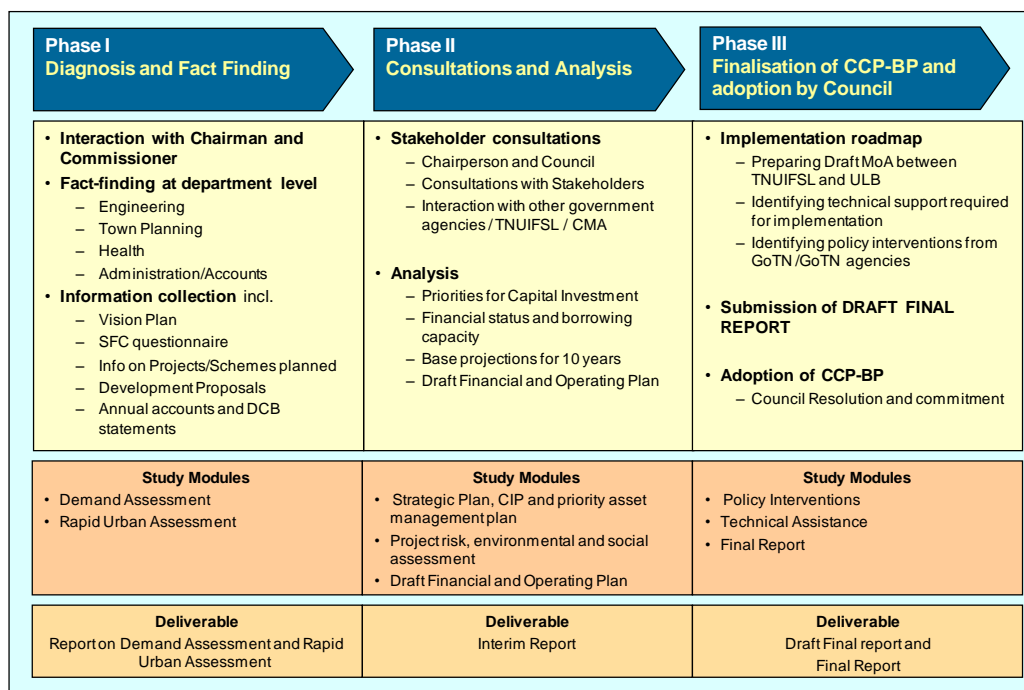 Phase I
Diagnosis and Fact Finding
Phase II
Consultations and Analysis
Phase III
Finalisation of CCP-BP and
adoption by Council
• Interaction with Chairman and
Commissioner
• Fact-finding at department level
– Engineering
– Town Planning
– Health
– Administration/Accounts
• Information collection incl.
– Vision Plan
– SFC questionnaire
– Info on Projects/Schemes planned
– Development Proposals
– Annual accounts and DCB
statements
• Stakeholder consultations
– Chairperson and Council
– Consultations with Stakeholders
– Interaction with other government
agencies / TNUIFSL / CMA
• Analysis
– Priorities for Capital Investment
– Financial status and borrowing
capacity
– Base projections for 10 years
– Draft Financial and Operating Plan
• Implementation roadmap
– Preparing Draft MoA between
TNUIFSL and ULB
– Identifying technical support required
for implementation
– Identifying policy interventions from
GoTN /GoTN agencies
• Submission of DRAFT FINAL
REPORT
• Adoption of CCP-BP
– Council Resolution and commitment
Study Modules
• Demand Assessment
• Rapid Urban Assessment
Study Modules
• Strategic Plan, CIP and priority asset
management plan
• Project risk, environmental and social
assessment
• Draft Financial and Operating Plan
Study Modules
• Policy Interventions
• Technical Assistance
• Final Report
Deliverable
Report on Demand Assessment and Rapid
Urban Assessment
Deliverable
Interim Report
Deliverable
Draft Final report and
Final Report